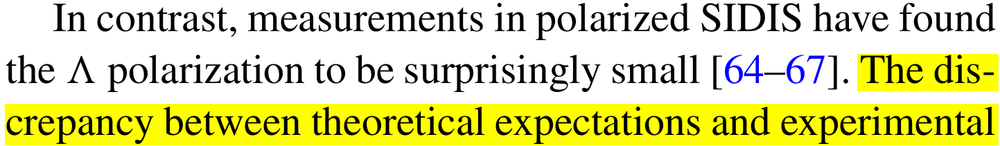 In contrast, measurements in polarized SIDIS have found
the Λ polarization to be surprisingly small [64–67]. The dis-
crepancy between theoretical expectations and experimental